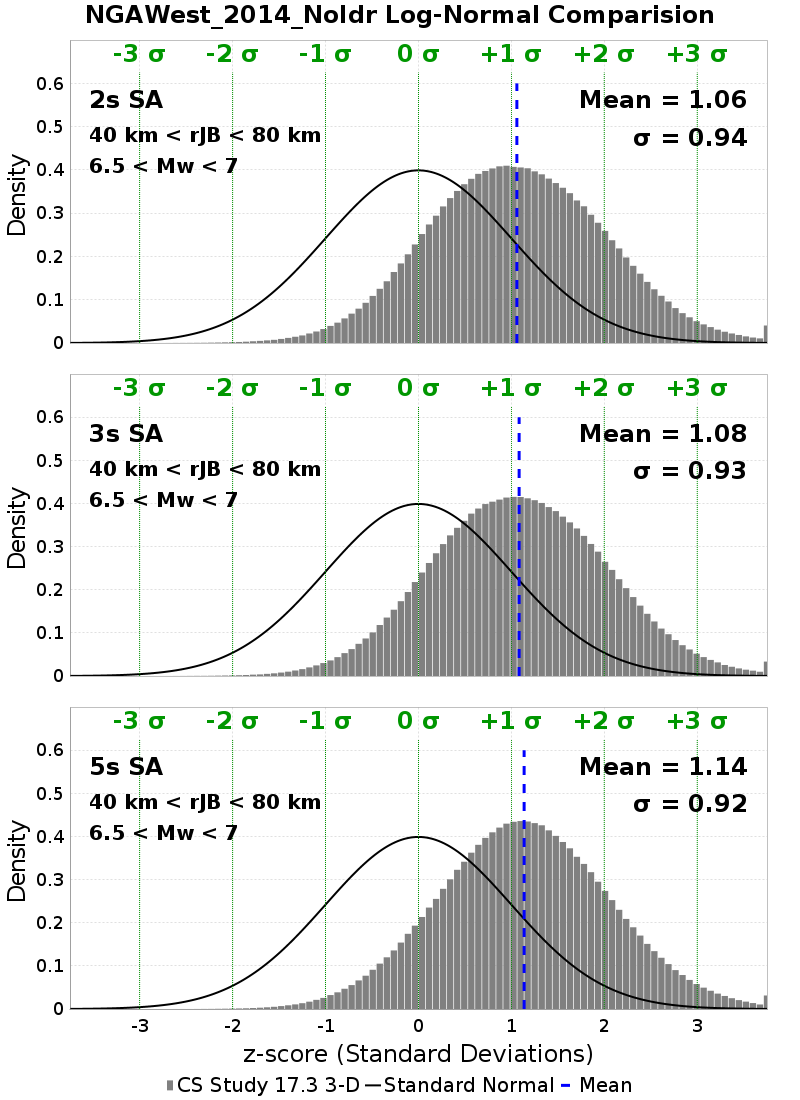 NGAWest_2014_NoIdr Log-Normal Comparision
-3 σ -2 σ -1 σ 0 σ +1 σ +2 σ +3 σ
0.6
2s SA Mean = 1.06
0.5
40 km < rJB < 80 km σ = 0.94
6.5 < Mw < 7
0.4
Density
0.3
0.2
0.1
0
-3 σ -2 σ -1 σ 0 σ +1 σ +2 σ +3 σ
0.6
3s SA Mean = 1.08
0.5
40 km < rJB < 80 km σ = 0.93
6.5 < Mw < 7
0.4
Density
0.3
0.2
0.1
0
-3 σ -2 σ -1 σ 0 σ +1 σ +2 σ +3 σ
0.6
5s SA Mean = 1.14
0.5
40 km < rJB < 80 km σ = 0.92
6.5 < Mw < 7
0.4
Density
0.3
0.2
0.1
0
-3 -2 -1 0 1 2 3
z-score (Standard Deviations)
CS Study 17.3 3-D Standard Normal Mean